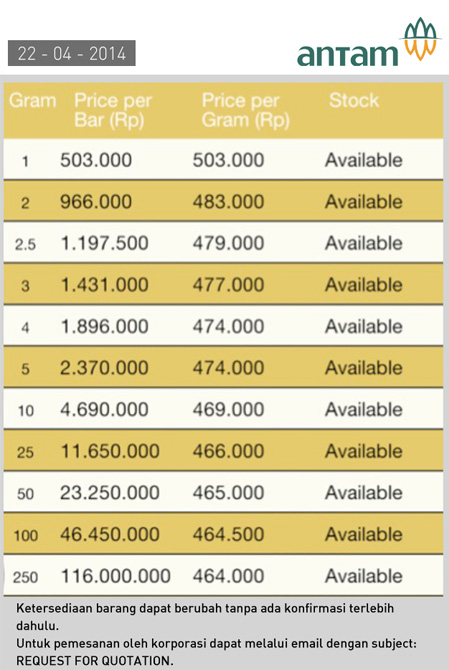 22 - 04 - 2014
antam
Gram Price per Bar (Rp) Price per Gram (Rp) Stock
1 503.000 503.000 Available
2 966.000 483.000 Available
2.5 1.197.500 479.000 Available
3 1.431.000 477.000 Available
4 1.896.000 474.000 Available
5 2.370.000 474.000 Available
10 4.690.000 469.000 Available
25 11.650.000 466.000 Available
50 23.250.000 465.000 Available
100 46.450.000 464.500 Available
250 116.000.000 464.000 Available
Ketersediaan barang dapat berubah tanpa ada konfirmasi terlebih
dahulu.
Untuk pemesanan oleh korporasi dapat melalui email dengan subject:
REQUEST FOR QUOTATION.